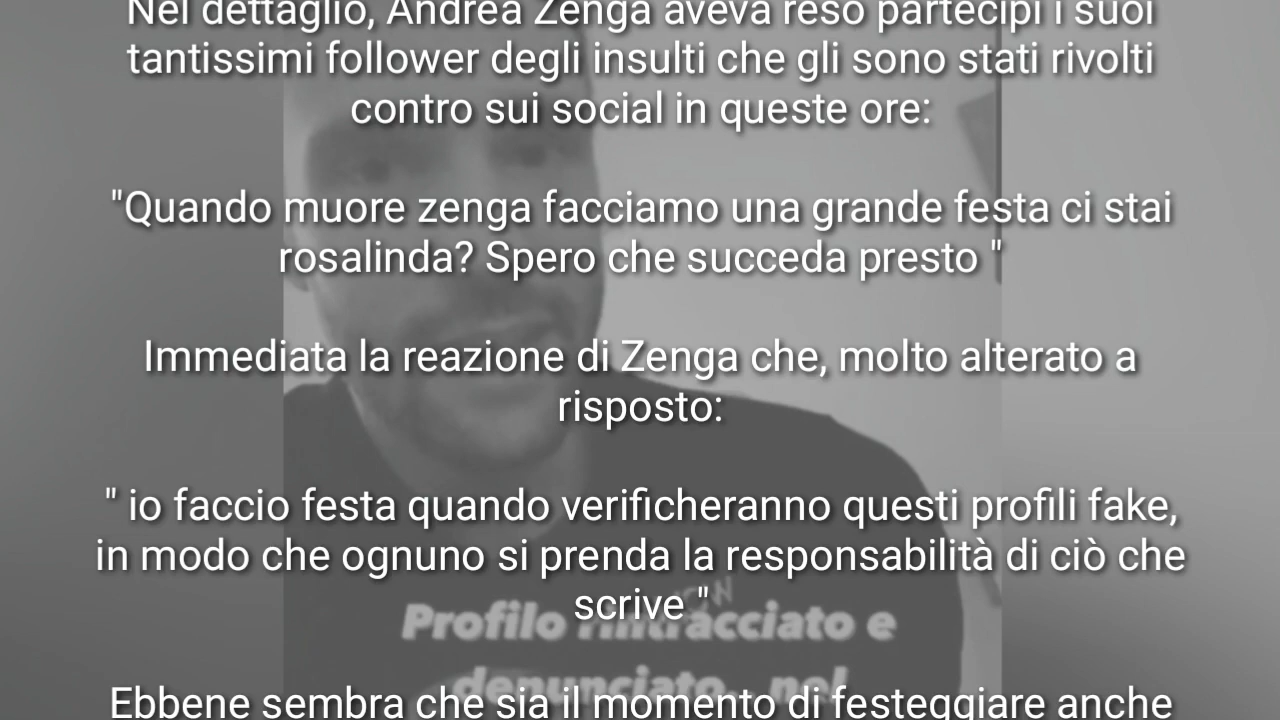 Nel dettaglio, Andrea Zenga aveva reso partecipi i suoi
tantissimi follower degli insulti che gli sono stati rivolti
contro sui social in queste ore:
"Quando muore zenga facciamo una grande festa ci stai
rosalinda? Spero che succeda presto "
Immediata la reazione di Zenga che, molto alterato a
risposto:
" io faccio festa quando verificheranno questi profili fake,
in modo che ognuno si prenda la responsabilità di ciò che
scrive "
Profilo rintracciato e
denunciato.. nel
Ebbene sembra che sia il momento di festeggiare anche